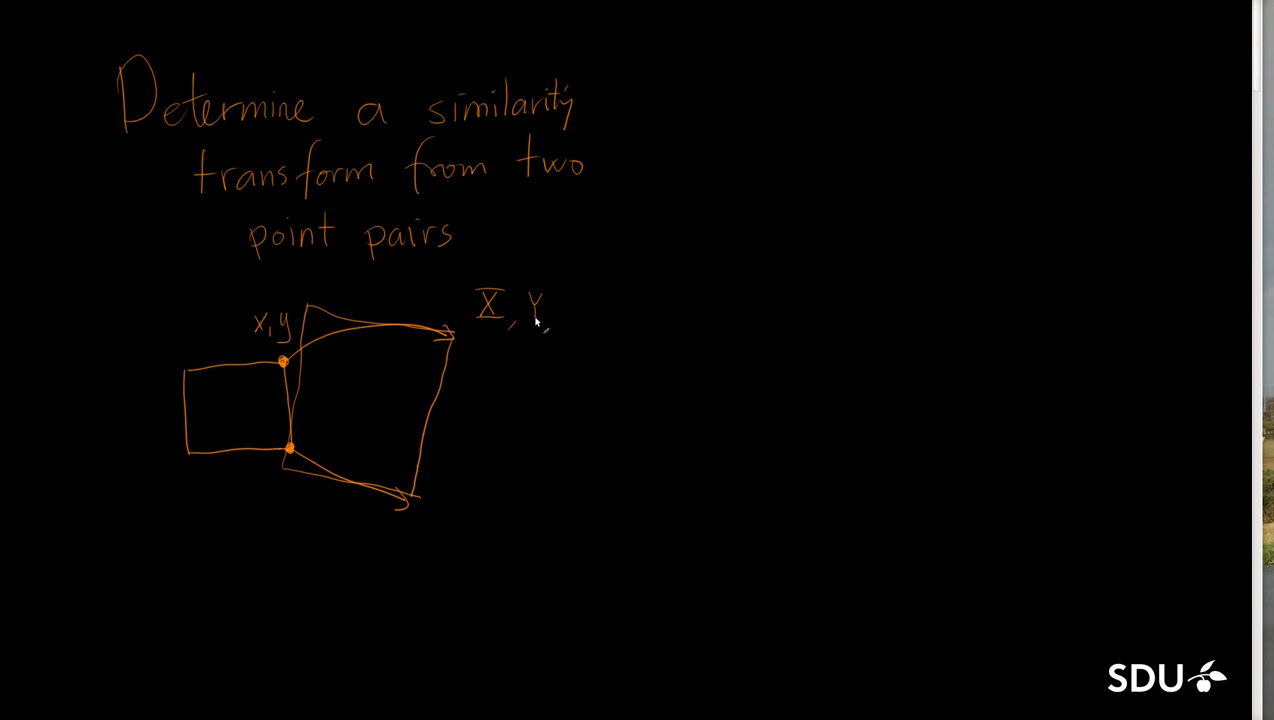 Determine a similarity
transform from two
point pairs
x,y
X, Y
SDU